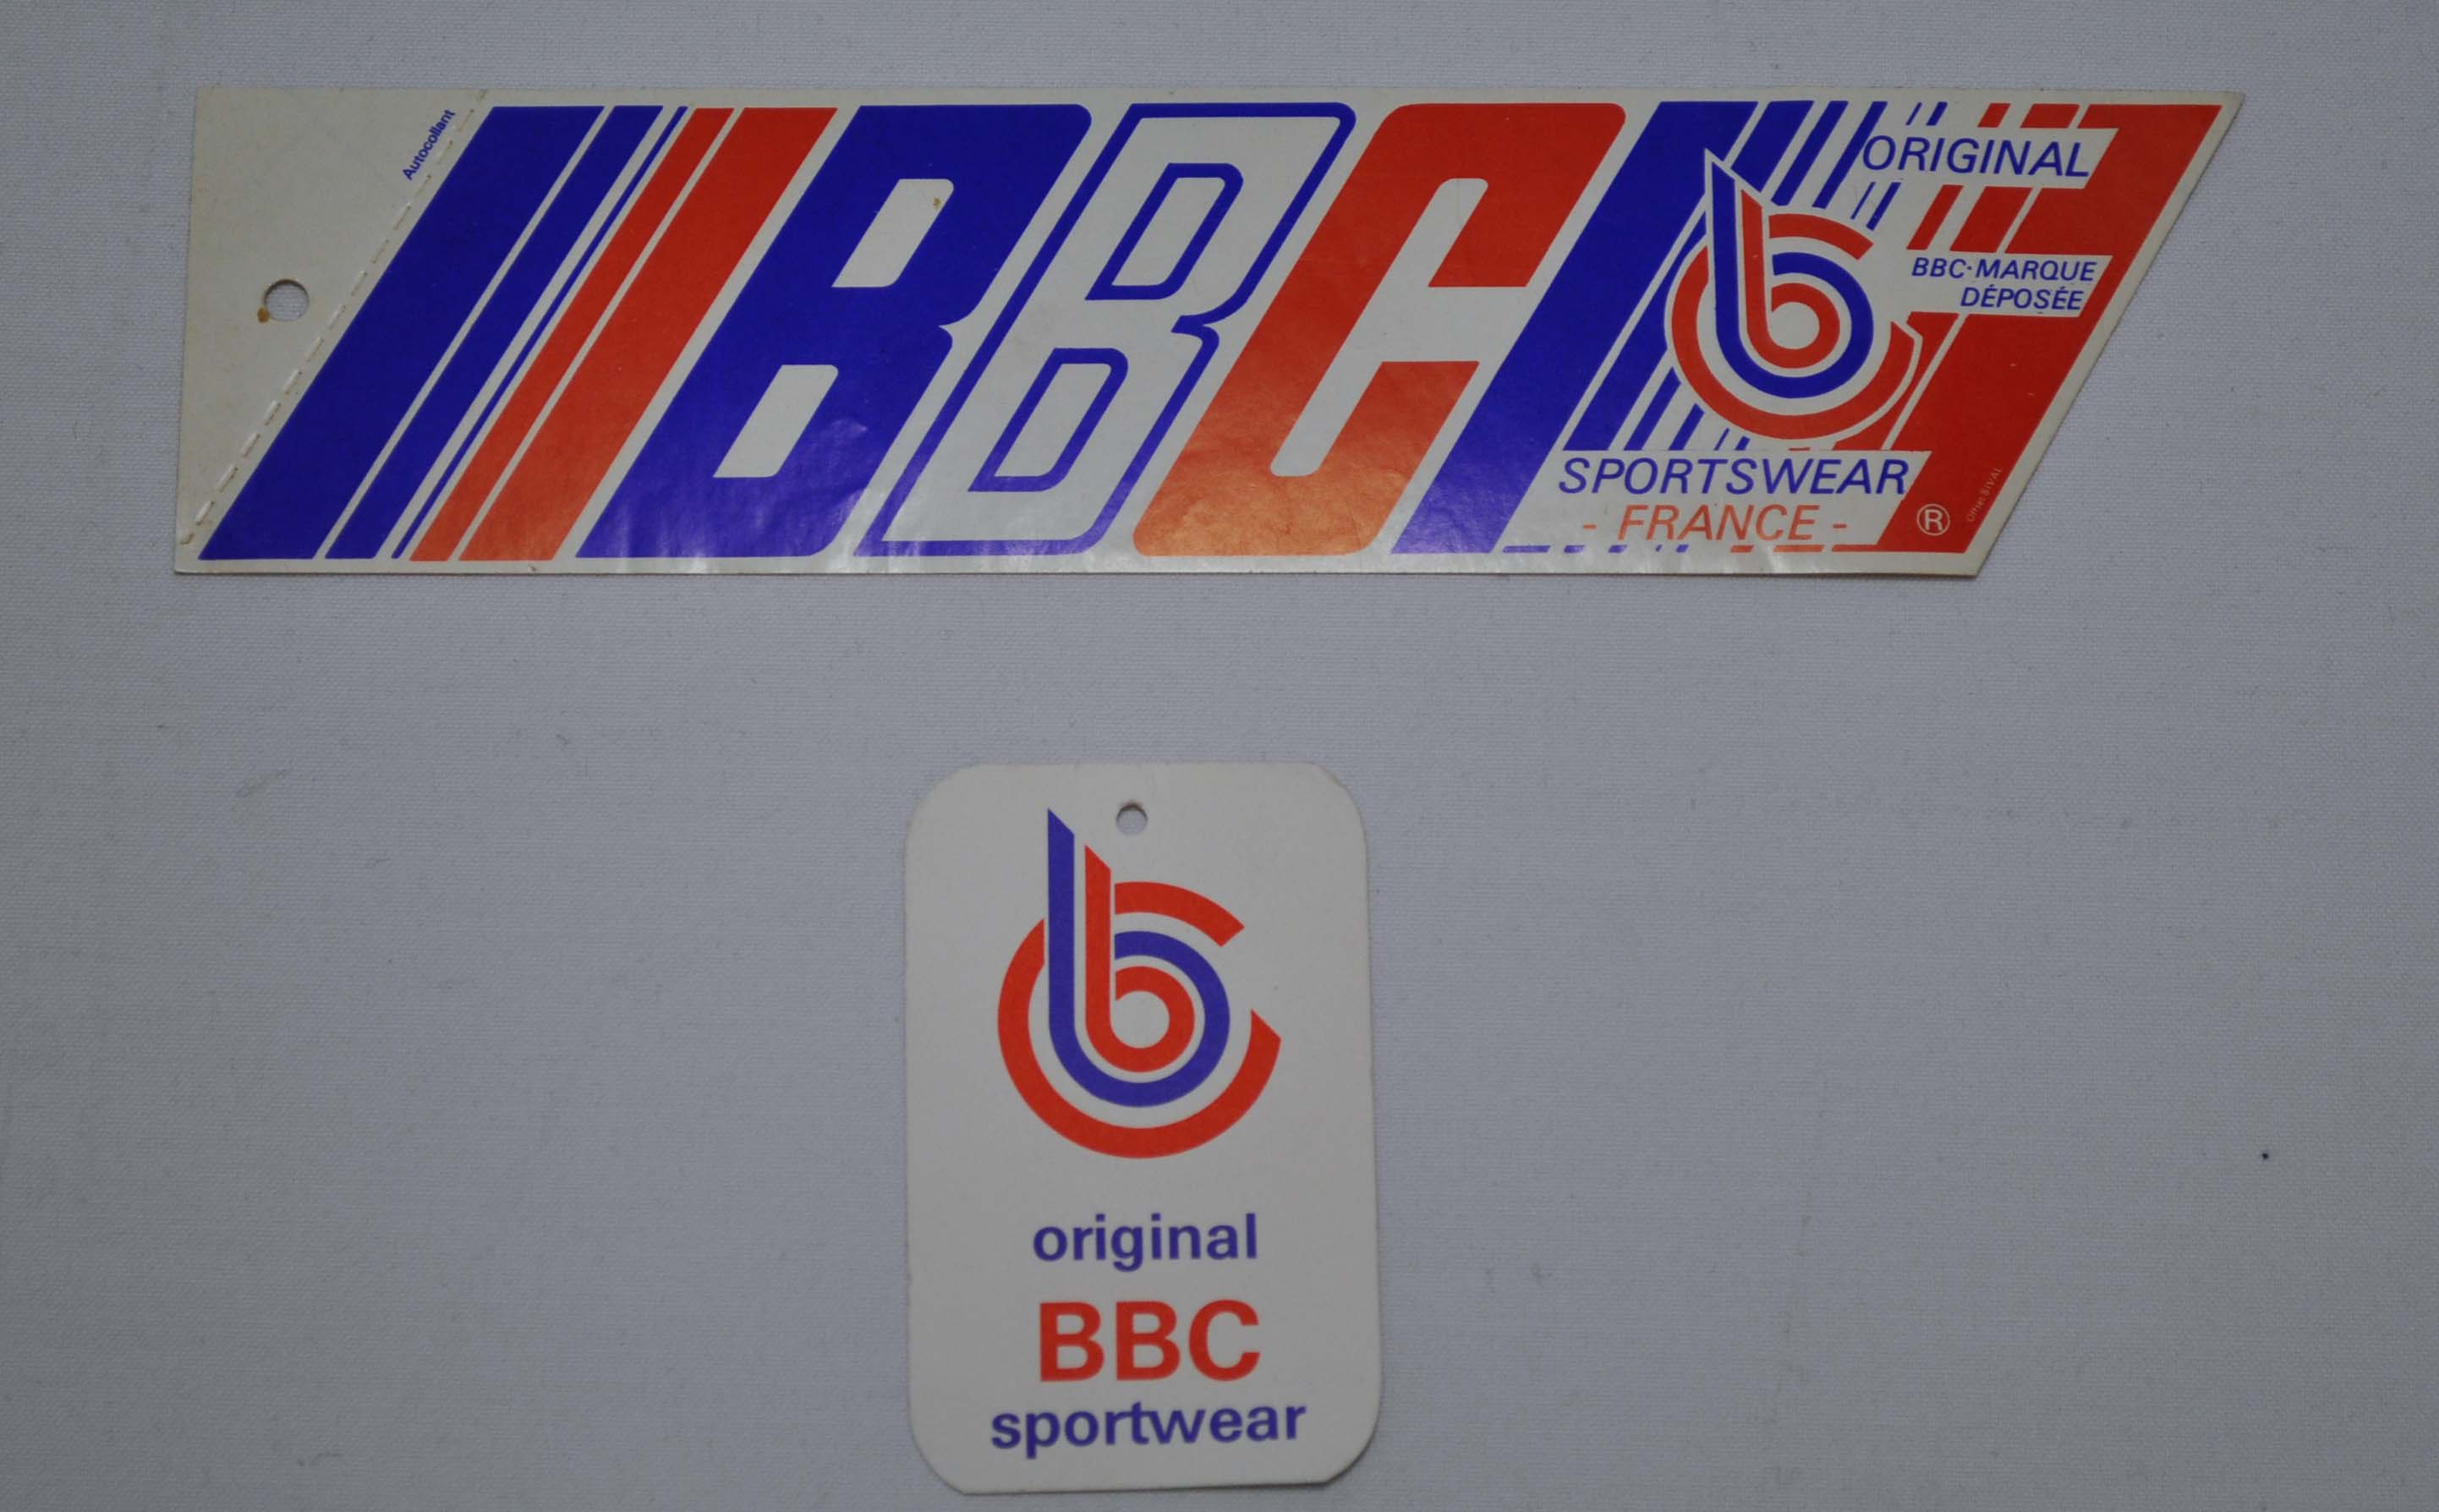 Autocollant
BBC
ORIGINAL
BBC·MARQUE
DÉPOSÉE
SPORTSWEAR
- FRANCE -
®
original
BBC
sportwear